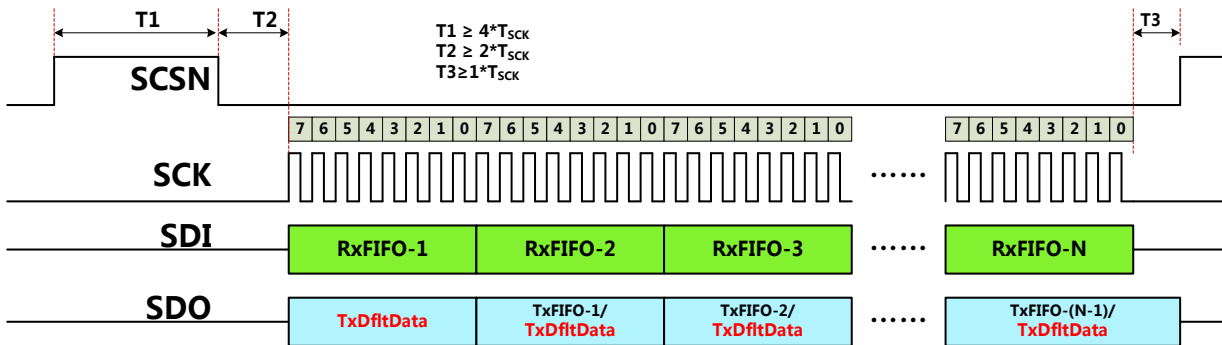 T1
T2
T1 ≥ 4*TSCK
T2 ≥ 2*TSCK
T3≥1*TSCK
T3
SCSN
7 6 5 4 3 2 1 0 7 6 5 4 3 2 1 0 7 6 5 4 3 2 1 0 7 6 5 4 3 2 1 0
SCK
......
SDI
RxFIFO-1 RxFIFO-2 RxFIFO-3 ...... RxFIFO-N
SDO
TxDfltData
TxFIFO-1/
TxDfltData
TxFIFO-2/
TxDfltData
......
TxFIFO-(N-1)/
TxDfltData